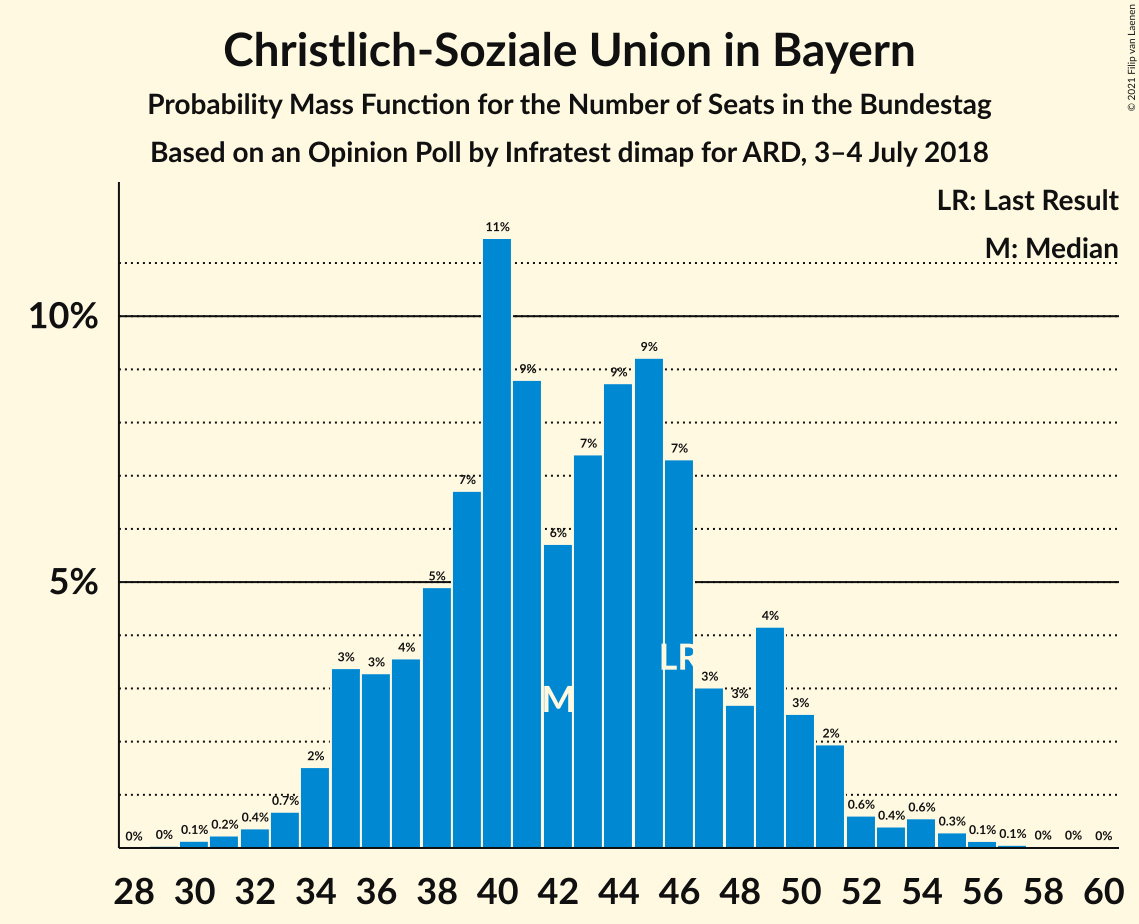 Christlich-Soziale Union in Bayern
Probability Mass Function for the Number of Seats in the Bundestag
Based on an Opinion Poll by Infratest dimap for ARD, 3–4 July 2018
© 2021 Filip van Laenen
LR: Last Result
M: Median
10%
5%
0% 0% 0.1% 0.2% 0.4% 0.7% 2% 3% 3% 4% 5% 7% 11% 9% 6% 7% 9% 9% 7% 3% 3% 4% 3% 2% 0.6% 0.4% 0.6% 0.3% 0.1% 0.1% 0% 0% 0%
M
LR
28 30 32 34 36 38 40 42 44 46 48 50 52 54 56 58 60